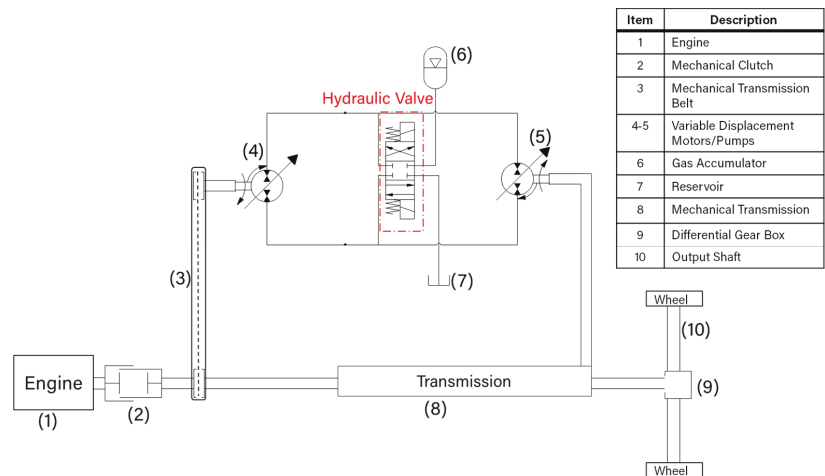 Item Description
1 Engine
2 Mechanical Clutch
3 Mechanical Transmission
Belt
4-5 Variable Displacement
Motors/Pumps
6 Gas Accumulator
7 Reservoir
8 Mechanical Transmission
9 Differential Gear Box
10 Output Shaft
(6)
Hydraulic Valve
(4)
(5)
(3)
(7)
Wheel
(10)
Engine
Transmission
(9)
(1)
(2)
(8)
Wheel